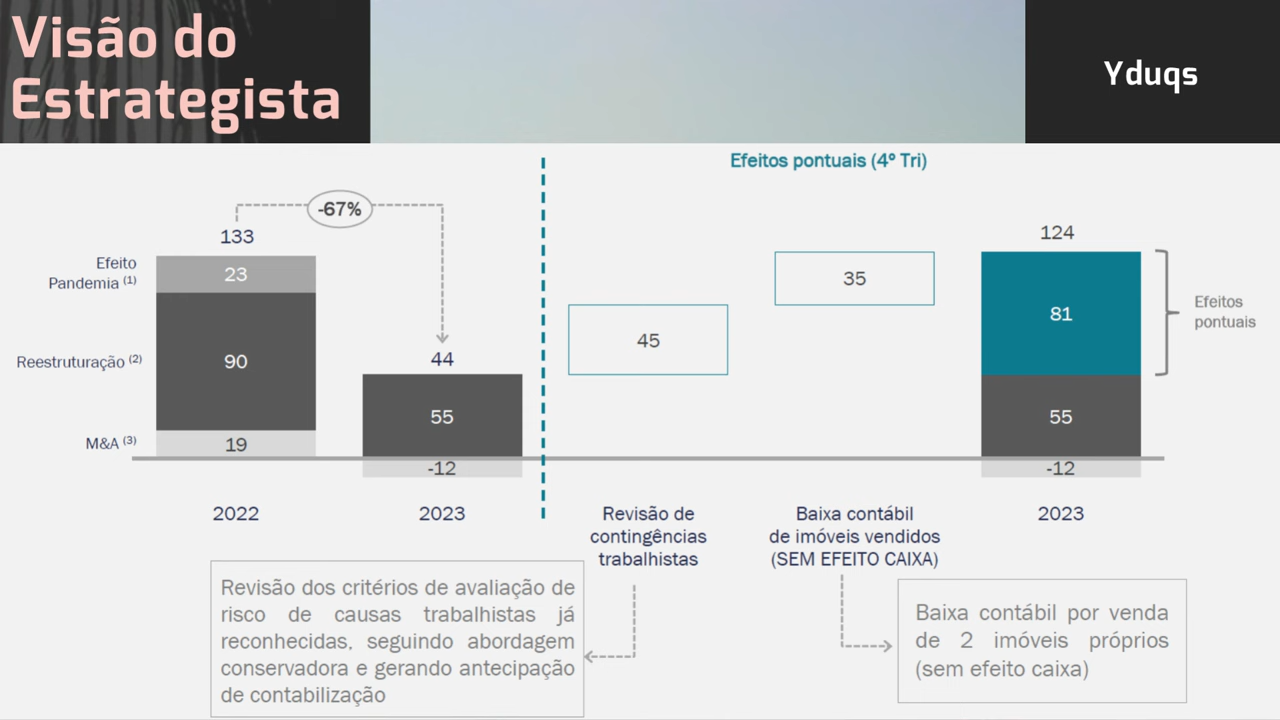 Visão do
Estrategista
Yduqs
Efeitos pontuais (4º Tri)
-67%
133
124
Efeito
Pandemia (1)
23
35
81
Efeitos
pontuais
45
Reestruturação (2)
90
44
55
55
M&A (3)
19
-12
-12
2022
2023
Revisão de
contingências
trabalhistas
Baixa contábil
de imóveis vendidos
(SEM EFEITO CAIXA)
2023
Revisão dos critérios de avaliação de
risco de causas trabalhistas já
reconhecidas, seguindo abordagem
conservadora e gerando antecipação
de contabilização
Baixa contábil por venda
de 2 imóveis próprios
(sem efeito caixa)